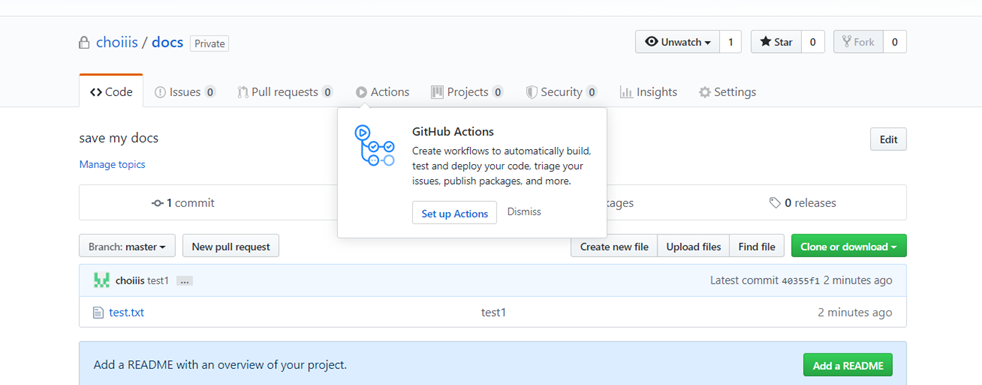 choiiis / docs Private Unwatch 1 Star 0 Fork 0
Code Issues 0 Pull requests 0 Actions Projects 0 Security 0 Insights Settings
GitHub Actions
Create workflows to automatically build,
test and deploy your code, triage your
issues, publish packages, and more.
Set up Actions Dismiss
save my docs Edit
Manage topics
1 commit ckages 0 releases
Branch: master New pull request Create new file Upload files Find file Clone or download
choiiis test1 ... Latest commit 40355f1 2 minutes ago
test.txt test1 2 minutes ago
Add a README with an overview of your project. Add a README